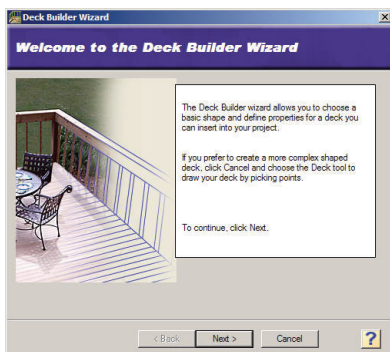 Deck Builder Wizard
Welcome to the Deck Builder Wizard
The Deck Builder wizard allows you to choose a
basic shape and define properties for a deck you
can insert into your project.
If you prefer to create a more complex shaped
deck, click Cancel and choose the Deck tool to
draw your deck by picking points.
To continue, click Next.
< Back Next > Cancel ?